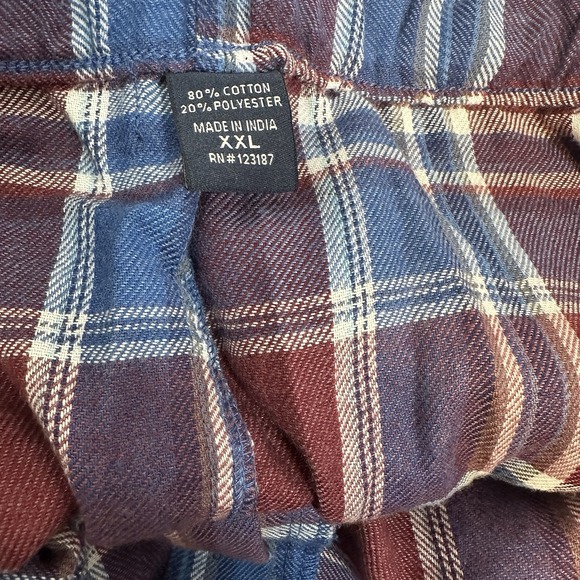 80% COTTON
20% POLYESTER
MADE IN INDIA
XXL
RN# 123187